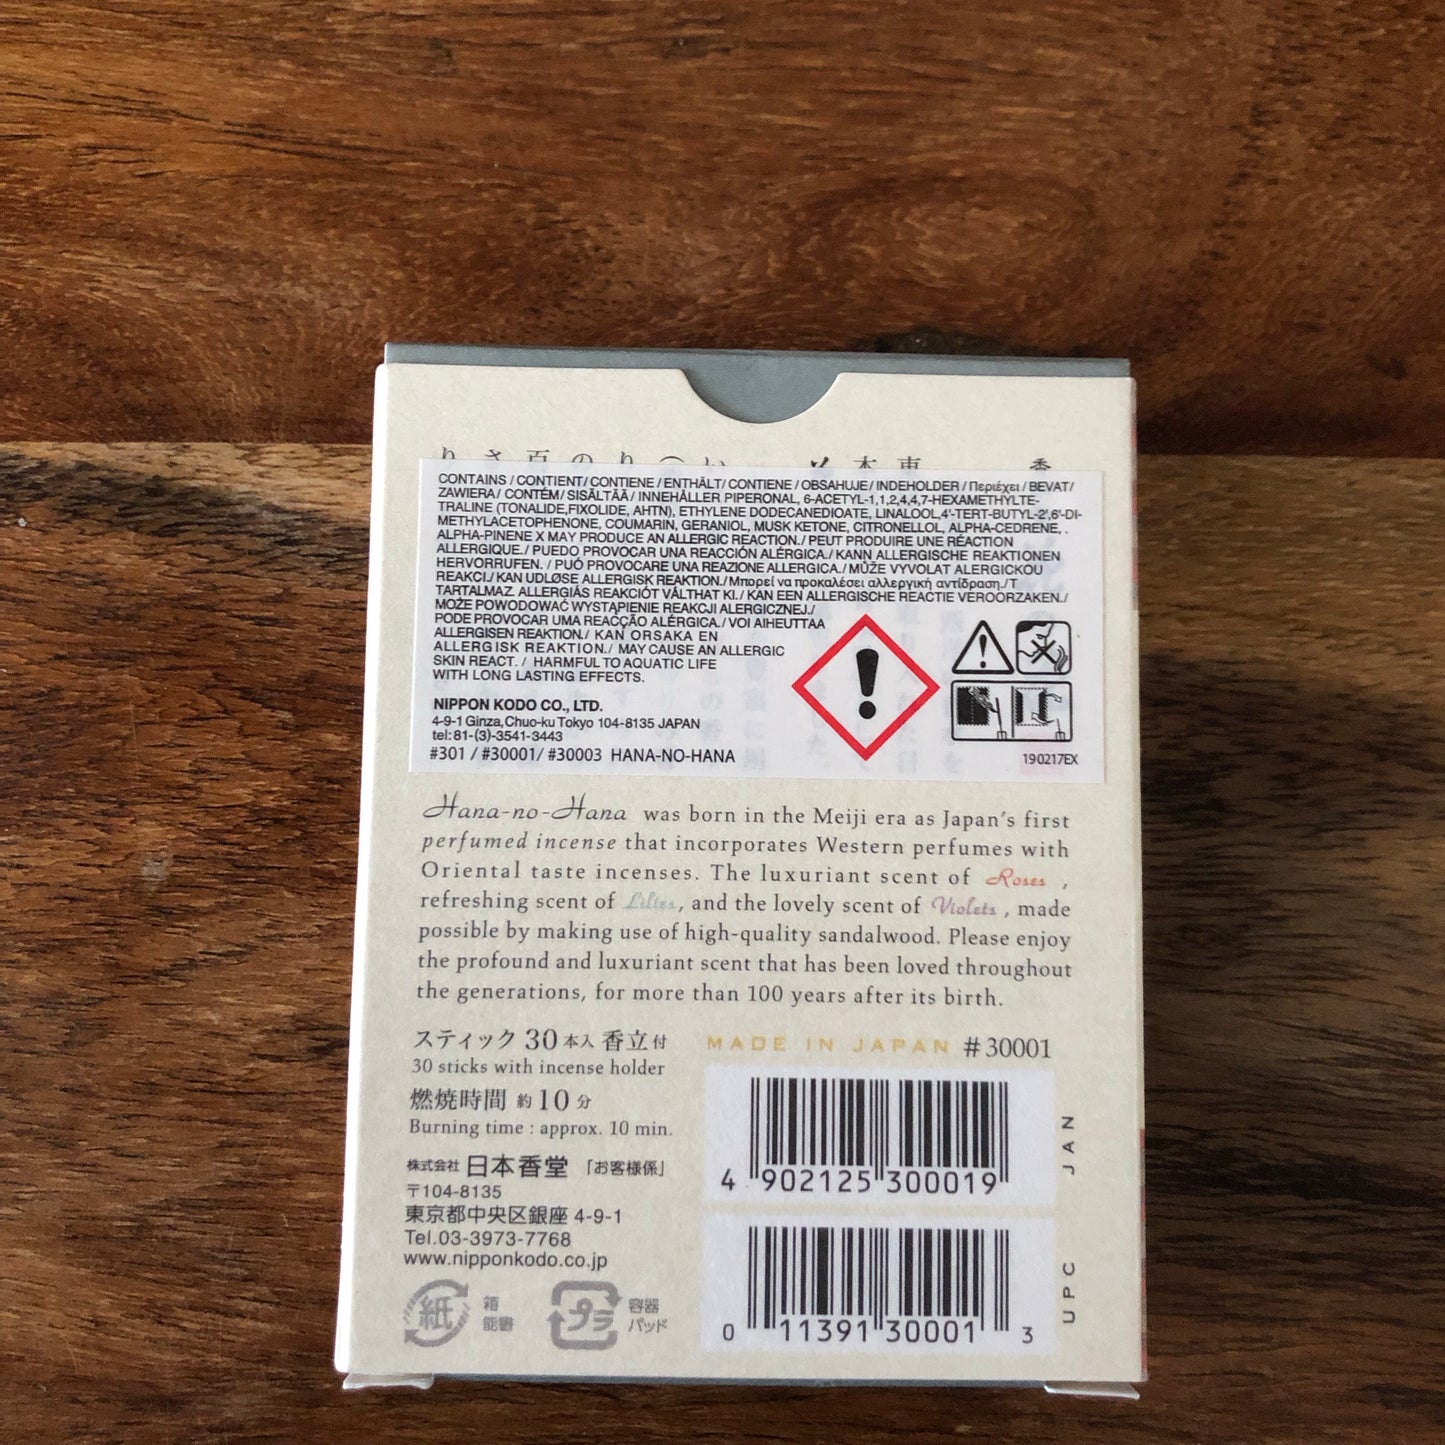 CONTAINS / CONTIENT/ CONTIENE / ENTHÄLT/ CONTIENE / OBSAHUJE/ INDEHOLDER / Περιέχει / BEVAT/
ZAWIERA / CONTÉM/ SISÄLTÄÄ / INNEHÅLLER PIPERONAL, 6-ACETYL-1,1,2,4,4,7-HEXAMETHYLTE-
TRALINE (TONALIDE,FIXOLIDE, AHTN), ETHYLENE DODECANEDIOATE, LINALOOL,4'-TERT-BUTYL-2',6'-DI-
METHYLACETOPHENONE, COUMARIN, GERANIOL, MUSK KETONE, CITRONELLOL, ALPHA-CEDRENE, .
ALPHA-PINENE X MAY PRODUCE AN ALLERGIC REACTION./ PEUT PRODUIRE UNE RÉACTION
ALLERGIQUE./ PUEDO PROVOCAR UNA REACCIÓN ALÉRGICA./ KANN ALLERGISCHE REAKTIONEN
HERVORRUFEN. / PUÓ PROVOCARE UNA REAZIONE ALLERGICA./ MŮŽE VYVOLAT ALERGICKOU
REAKCI./ KAN UDLØSE ALLERGISK REAKTION./ Μπορεί να προκαλέσει αλλεργική αντίδραση./ T
TARTALMAZ. ALLERGIÁS REAKCIÓT VÁLTHAT KI./ KAN EEN ALLERGISCHE REACTIE VEROORZAKEN./
MOŻE POWODOWAĆ WYSTĄPIENIE REAKCJI ALERGICZNEJ./
PODE PROVOCAR UMA REACÇÃO ALÉRGICA./ VOI AIHEUTTAA
ALLERGISEN REAKTION./ KAN ORSAKA EN
ALLERGISK REAKTION./ MAY CAUSE AN ALLERGIC
SKIN REACT. / HARMFUL TO AQUATIC LIFE
WITH LONG LASTING EFFECTS.
NIPPON KODO CO., LTD.
4-9-1 Ginza,Chuo-ku Tokyo 104-8135 JAPAN
tel: 81-(3)-3541-3443
#301 / #30001/ #30003 HANA-NO-HANA
190217EX
Hana-no-Hana was born in the Meiji era as Japan's first
perfumed incense that incorporates Western perfumes with
Oriental taste incenses. The luxuriant scent of Roses ,
refreshing scent of Lilies, and the lovely scent of Violets , made
possible by making use of high-quality sandalwood. Please enjoy
the profound and luxuriant scent that has been loved throughout
the generations, for more than 100 years after its birth.
スティック 30本入 香立付
30 sticks with incense holder
燃焼時間 約10分
Burning time : approx. 10 min.
株式会社 日本香堂 「お客様係」
〒104-8135
東京都中央区銀座 4-9-1
Tel.03-3973-7768
www.nipponkodo.co.jp
紙 箱
能書
プラ 容器
パッド
MADE IN JAPAN #30001
4 902125 300019
JAN
0 11391 30001 3
UPC